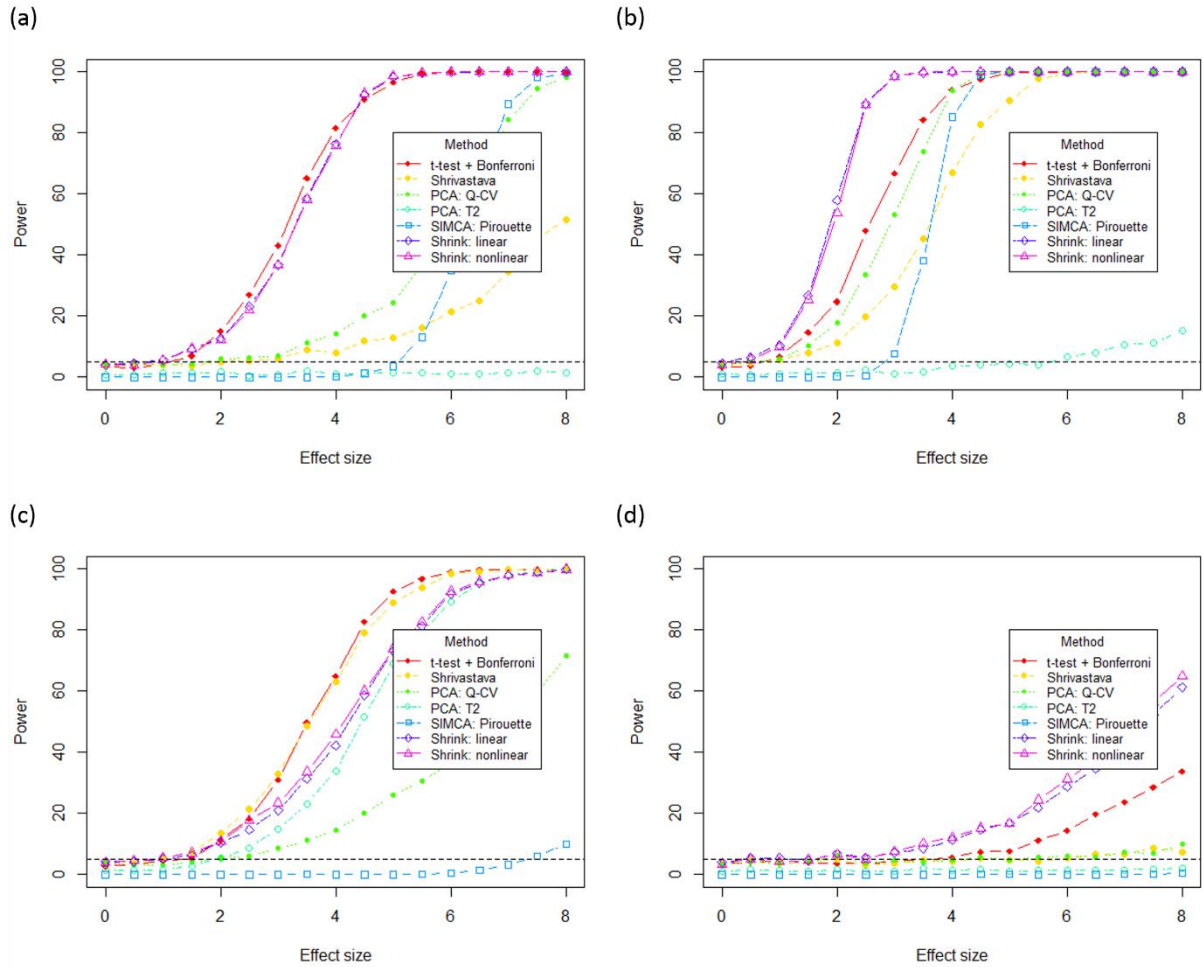 (a)
100
80
60
40
20
0
Power
Method
t-test + Bonferroni
Shrivastava
PCA: Q-CV
PCA: T2
SIMCA: Pirouette
Shrink: linear
Shrink: nonlinear
0 2 4 6 8
Effect size
(b)
100
80
60
40
20
0
Power
Method
t-test + Bonferroni
Shrivastava
PCA: Q-CV
PCA: T2
SIMCA: Pirouette
Shrink: linear
Shrink: nonlinear
0 2 4 6 8
Effect size
(c)
100
80
60
40
20
0
Power
Method
t-test + Bonferroni
Shrivastava
PCA: Q-CV
PCA: T2
SIMCA: Pirouette
Shrink: linear
Shrink: nonlinear
0 2 4 6 8
Effect size
(d)
100
80
60
40
20
0
Power
Method
t-test + Bonferroni
Shrivastava
PCA: Q-CV
PCA: T2
SIMCA: Pirouette
Shrink: linear
Shrink: nonlinear
0 2 4 6 8
Effect size